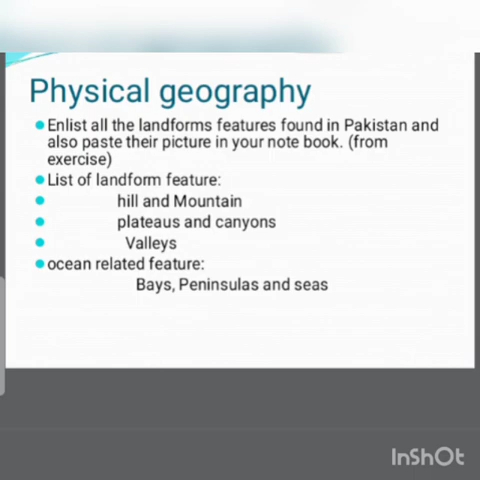 Physical geography
Enlist all the landforms features found in Pakistan and
also paste their picture in your note book. (from
exercise)
List of landform feature:
hill and Mountain
plateaus and canyons
Valleys
ocean related feature:
Bays, Peninsulas and seas
InShOt